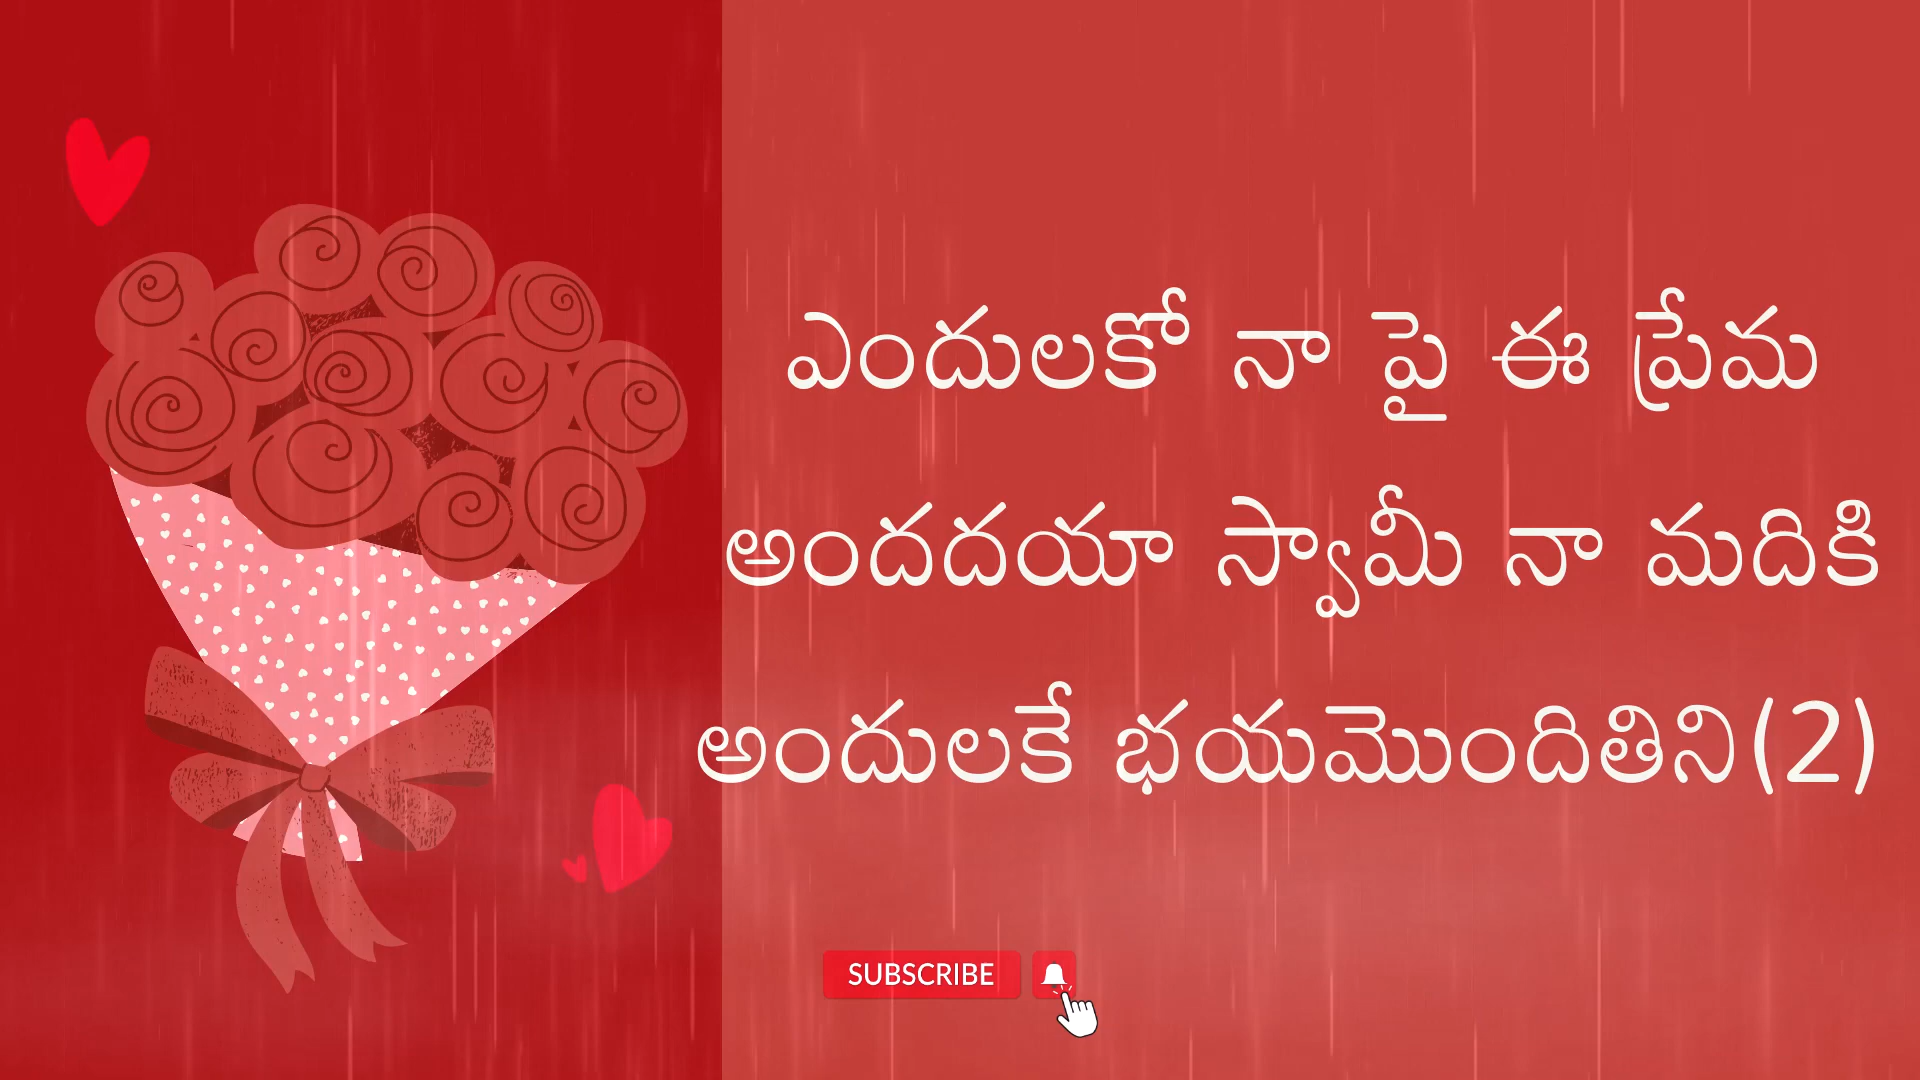 ఎందులకో నా పై ఈ ప్రేమ
అందదయా స్వామీ నా మదికి
అందులకే భయమొందితిని(2)
SUBSCRIBE